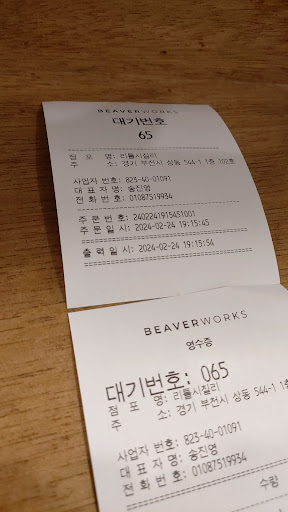 BEAVERWORKS
대기번호
65
점 포 명: 리틀시칠리
주 소: 경기 부천시 상동 544-1 1층 102호
사업자 번호: 823-40-01091
대 표 자 명: 송진영
전 화 번 호: 01087519934
주 문 번 호: 2402241915451001
주 문 일 시: 2024-02-24 19:15:45
출 력 일 시: 2024-02-24 19:15:54
BEAVERWORKS
영수증
대기번호: 065
점 포 명: 리틀시칠리
주 소: 경기 부천시 상동 544-1 1층
사업자 번호: 823-40-01091
대 표 자 명: 송진영
전 화 번 호: 01087519934
수량